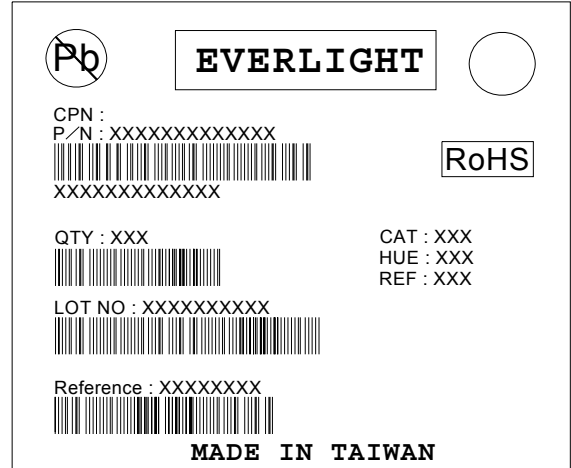 Pb
EVERLIGHT
CPN :
P/N : XXXXXXXXXXXXX
RoHS
XXXXXXXXXXXXX
QTY : XXX
CAT : XXX
HUE : XXX
REF : XXX
LOT NO : XXXXXXXXXX
Reference : XXXXXXXX
MADE IN TAIWAN